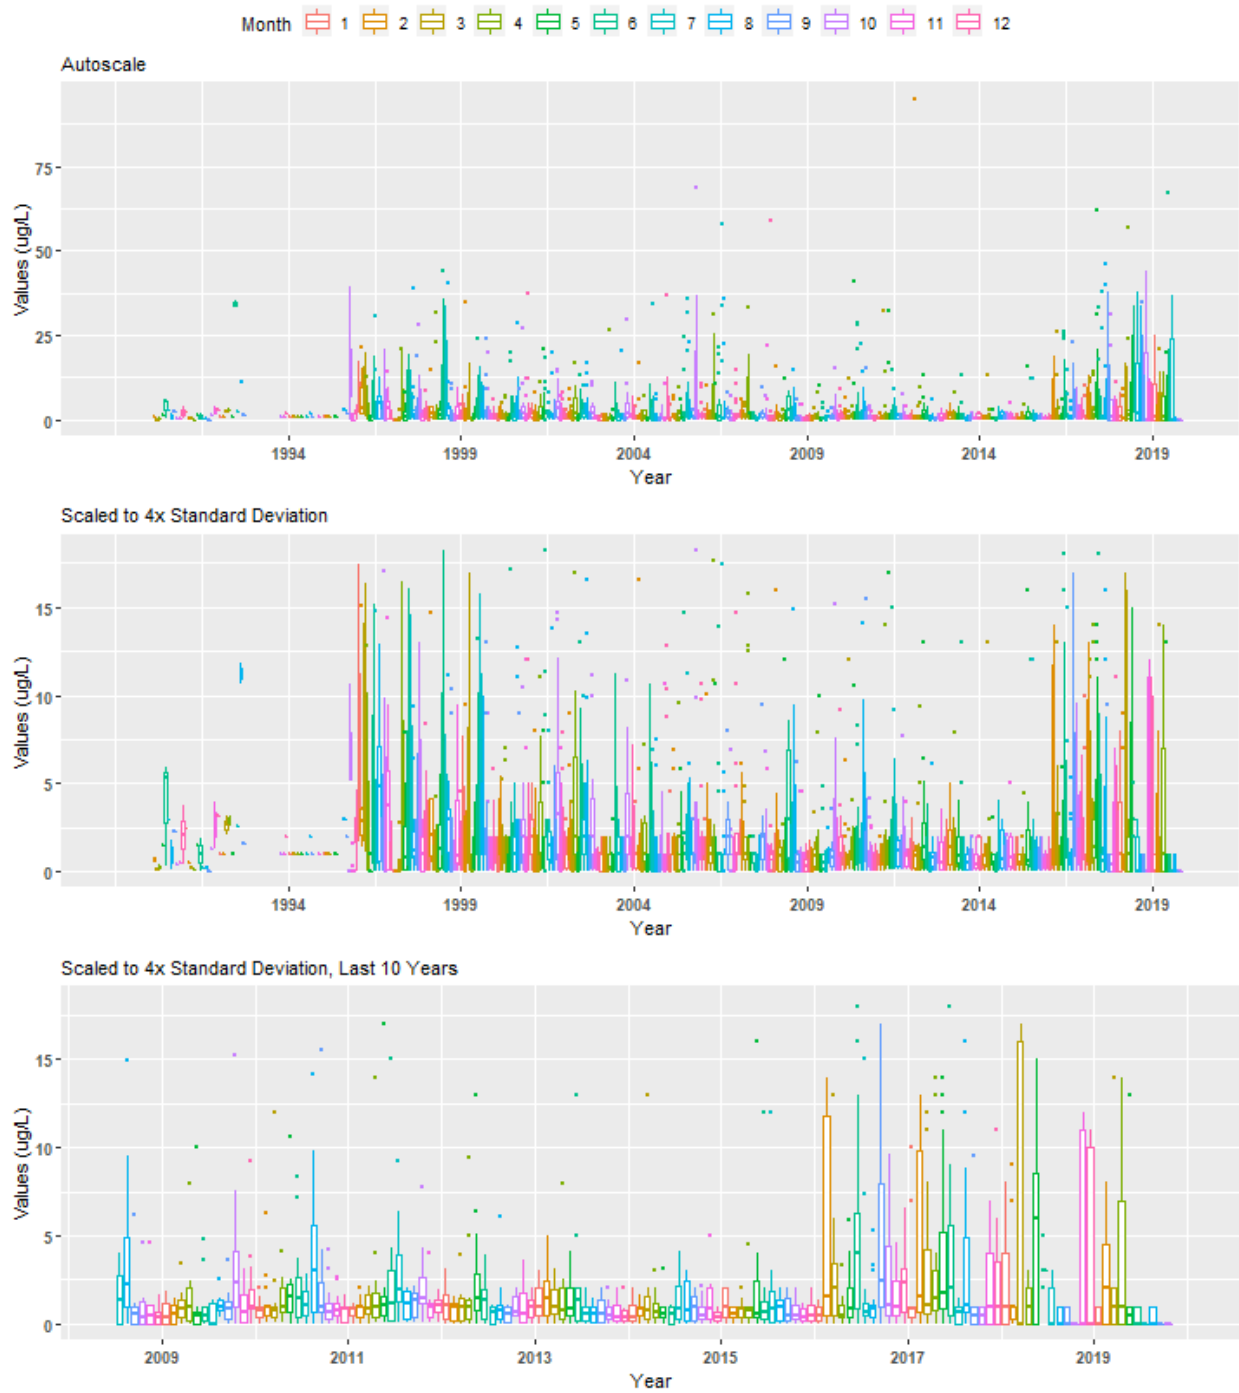 Month 1 2 3 4 5 6 7 8 9 10 11 12
Autoscale
Values (ug/L)
75
50
25
0
1994 1999 2004 2009 2014 2019
Year
Scaled to 4x Standard Deviation
Values (ug/L)
15
10
5
0
1994 1999 2004 2009 2014 2019
Year
Scaled to 4x Standard Deviation, Last 10 Years
Values (ug/L)
15
10
5
0
2009 2011 2013 2015 2017 2019
Year